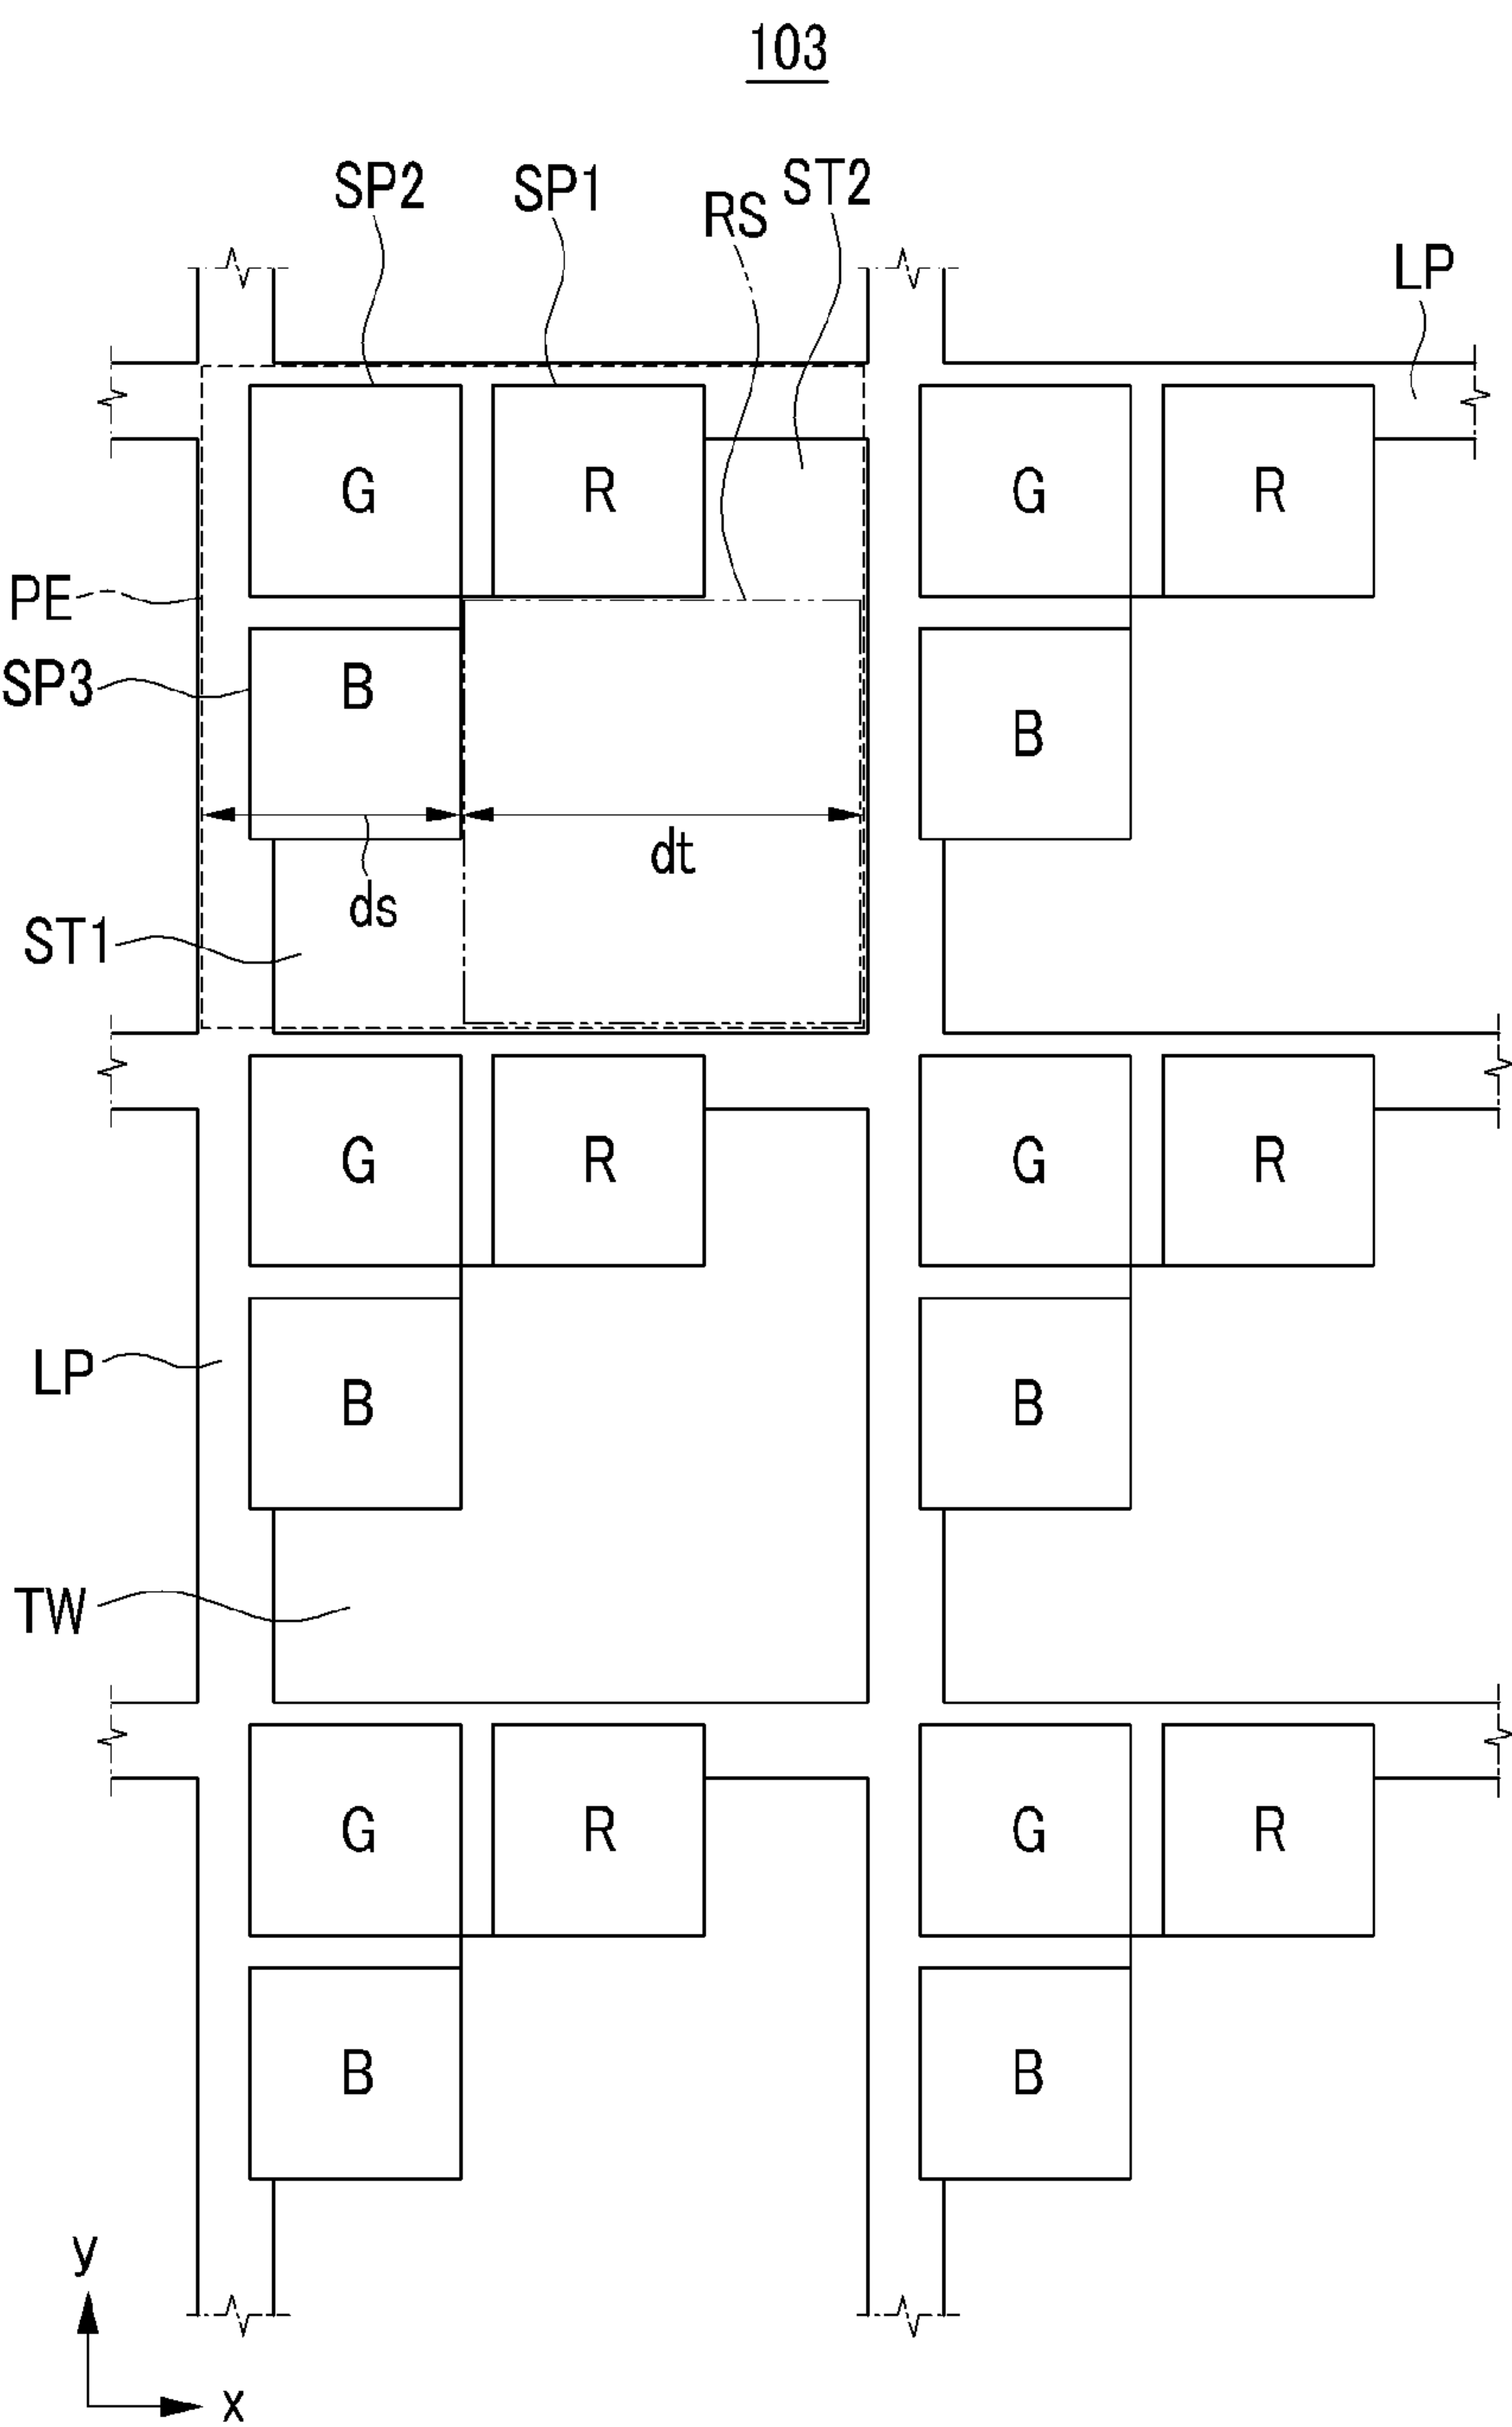 103
SP2 SP1 RS ST2
LP
G R G R
PE
SP3 B
B
dt
ds
ST1
G R G R
LP
B B
TW
G R G R
B B
y
x